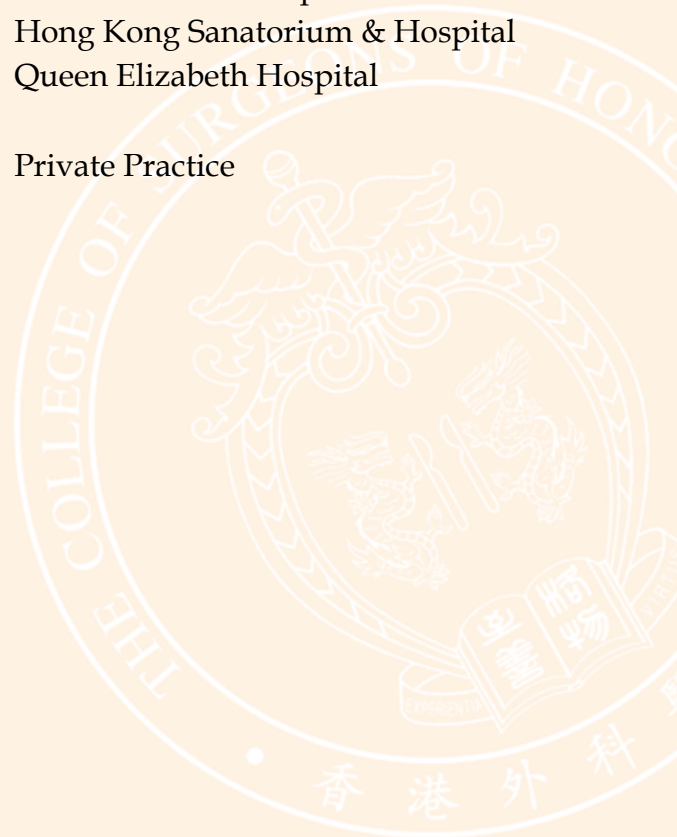 Hong Kong Sanatorium & Hospital
Queen Elizabeth Hospital
Private Practice
THE COLLEGE OF SURGEONS OF HONG
EXPERIENTIA
香港外科